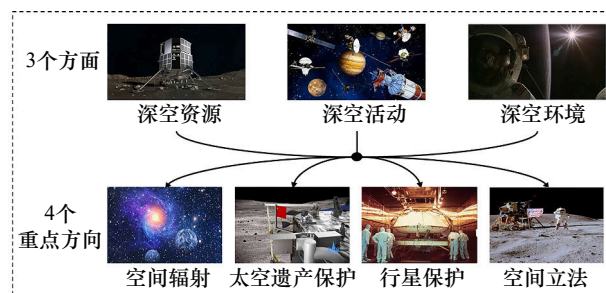 3个方面
深空资源
深空活动
深空环境
4个
重点方向
空间辐射
太空遗产保护
行星保护
空间立法